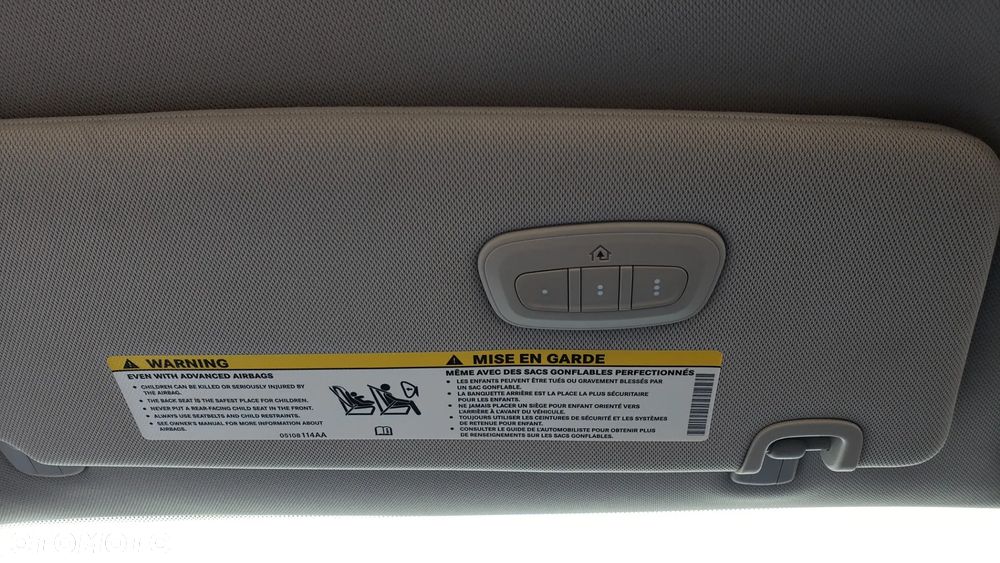 WARNING
EVEN WITH ADVANCED AIRBAGS
• CHILDREN CAN BE KILLED OR SERIOUSLY INJURED BY
THE AIRBAG.
• THE BACK SEAT IS THE SAFEST PLACE FOR CHILDREN.
• NEVER PUT A REAR-FACING CHILD SEAT IN THE FRONT.
• ALWAYS USE SEATBELTS AND CHILD RESTRAINTS.
• SEE OWNER'S MANUAL FOR MORE INFORMATION ABOUT
AIRBAGS.
05108114AA
MISE EN GARDE
MÊME AVEC DES SACS GONFLABLES PERFECTIONNÉS
• LES ENFANTS PEUVENT ÊTRE TUÉS OU GRAVEMENT BLESSÉS PAR
UN SAC GONFLABLE.
• LA BANQUETTE ARRIÈRE EST LA PLACE LA PLUS SÉCURITAIRE
POUR LES ENFANTS.
• NE JAMAIS PLACER UN SIÈGE POUR ENFANT ORIENTÉ VERS
L'ARRIÈRE À L'AVANT DU VÉHICULE.
• TOUJOURS UTILISER LES CEINTURES DE SÉCURITÉ ET LES SYSTÈMES
DE RETENUE POUR ENFANT.
• CONSULTER LE GUIDE DE L'AUTOMOBILISTE POUR OBTENIR PLUS
DE RENSEIGNEMENTS SUR LES SACS GONFLABLES.
OTOMOTO